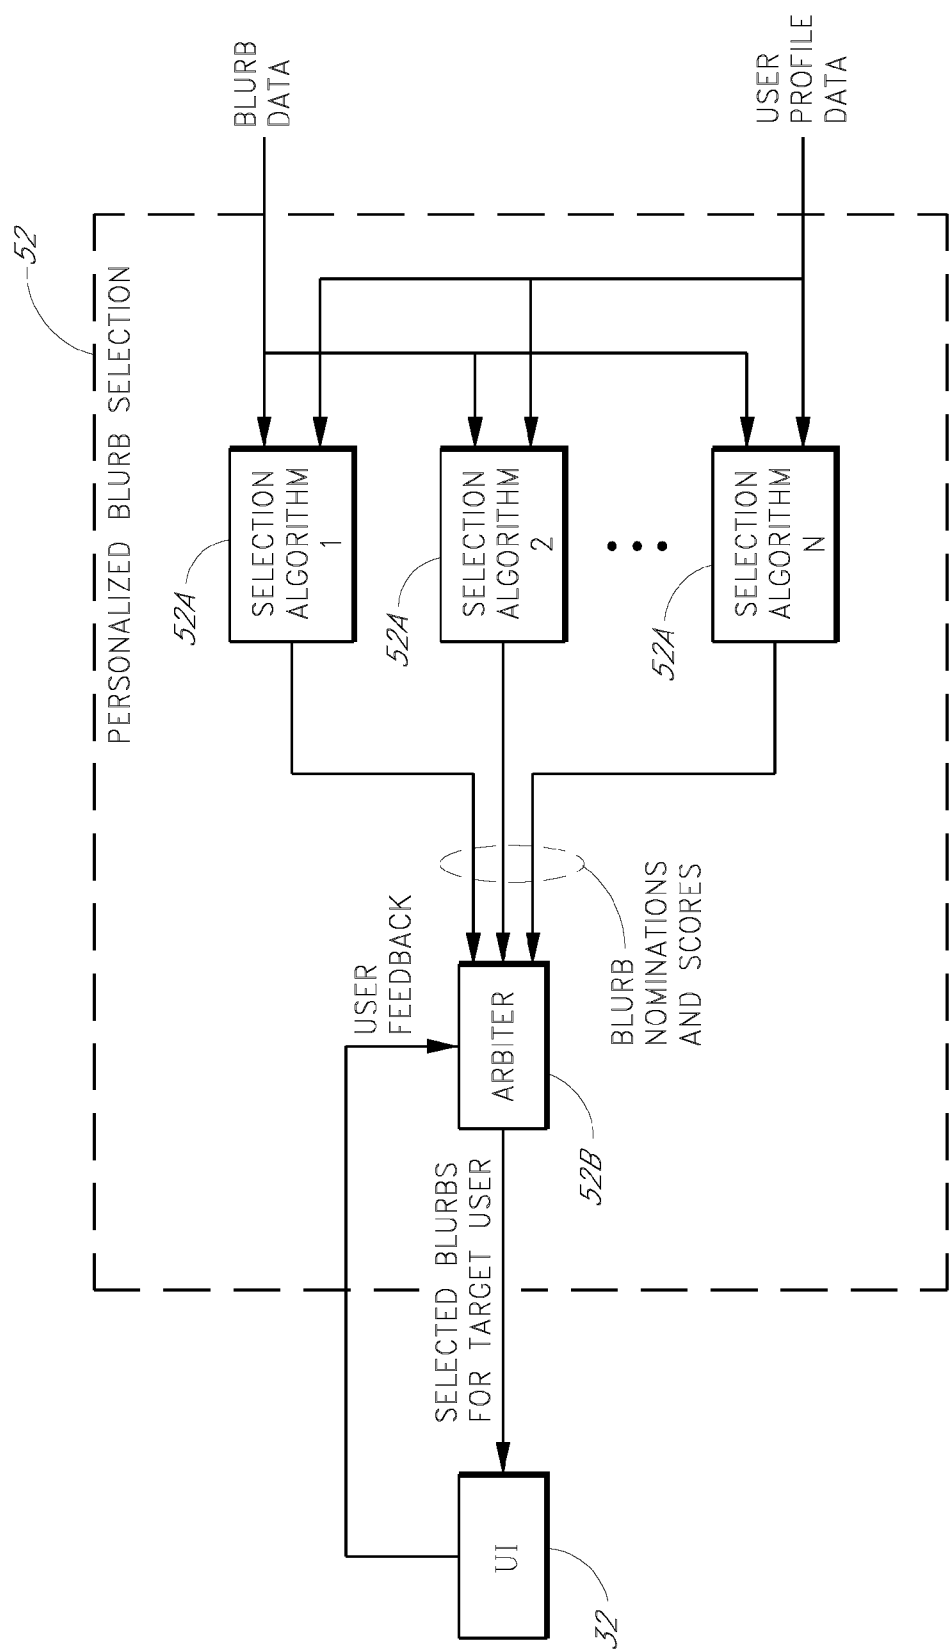 52
PERSONALIZED BLURB SELECTION
BLURB
DATA
USER
PROFILE
DATA
52A
SELECTION
ALGORITHM
1
52A
SELECTION
ALGORITHM
2
52A
SELECTION
ALGORITHM
N
BLURB
NOMINATIONS
AND SCORES
USER
FEEDBACK
ARBITER
52B
SELECTED BLURBS
FOR TARGET USER
UI
32